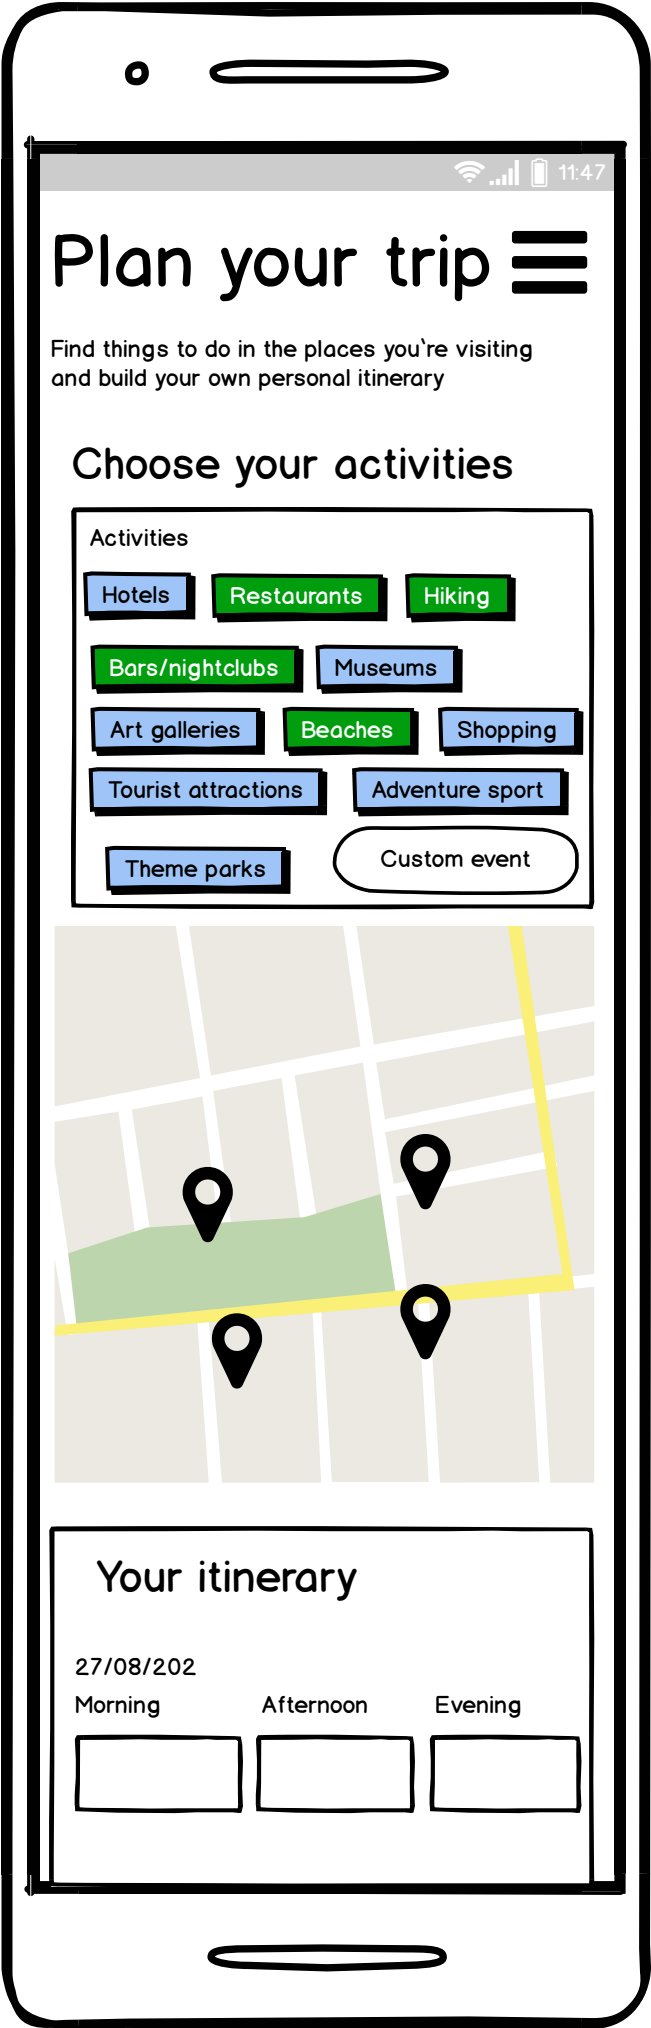 11:47
Plan your trip
Find things to do in the places you're visiting
and build your own personal itinerary
Choose your activities
Activities
Hotels Restaurants Hiking
Bars/nightclubs Museums
Art galleries Beaches Shopping
Tourist attractions Adventure sport
Theme parks Custom event
Your itinerary
27/08/202
Morning Afternoon Evening